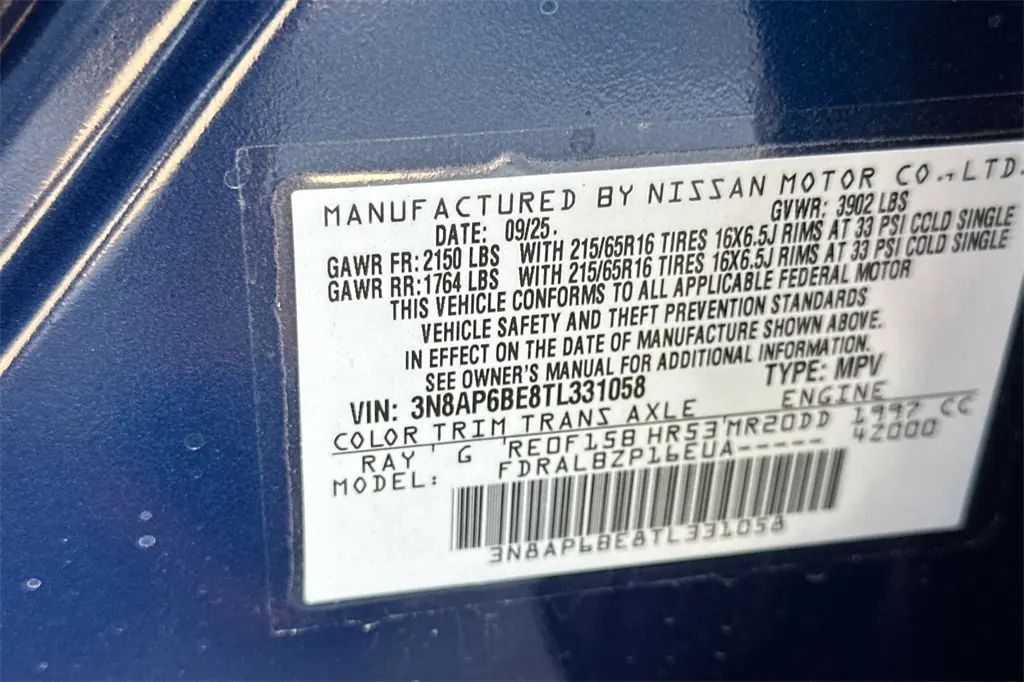 MANUFACTURED BY NISSAN MOTOR CO., LTD.
DATE: 09/25. GVWR: 3902 LBS
GAWR FR: 2150 LBS WITH 215/65R16 TIRES 16X6.5J RIMS AT 33 PSI COLD SINGLE
GAWR RR: 1764 LBS WITH 215/65R16 TIRES 16X6.5J RIMS AT 33 PSI COLD SINGLE
THIS VEHICLE CONFORMS TO ALL APPLICABLE FEDERAL MOTOR
VEHICLE SAFETY AND THEFT PREVENTION STANDARDS
IN EFFECT ON THE DATE OF MANUFACTURE SHOWN ABOVE.
SEE OWNER'S MANUAL FOR ADDITIONAL INFORMATION.
VIN: 3N8AP6BE8TL331058 TYPE: MPV
COLOR TRIM TRANS AXLE ENGINE
RAY G RE0F15B HR53 MR20DD 1997 CC
MODEL: FDRALBZP16EUA----- 4Z000
3N8AP6BE8TL331058